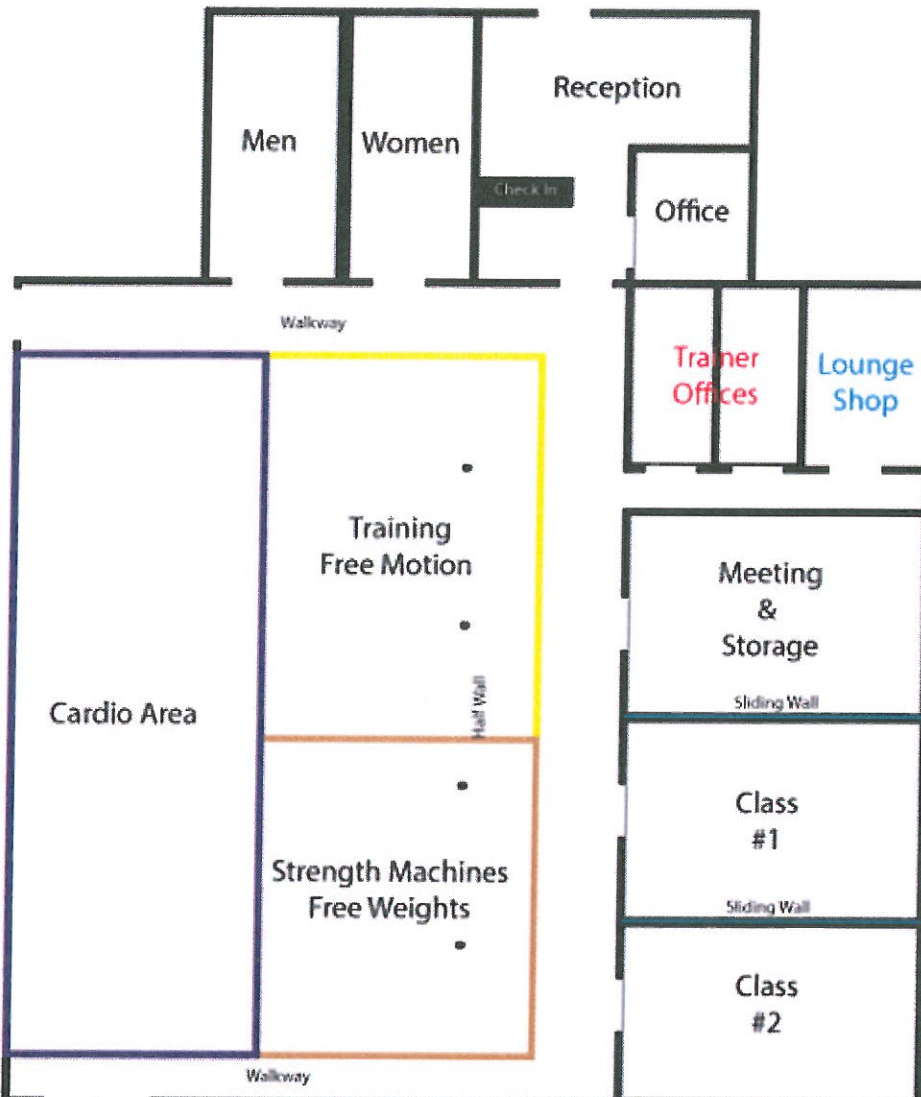 Reception
Men
Women
Check In
Office
Walkway
Trainer
Offices
Lounge
Shop
Training
Free Motion
Meeting
&
Storage
Half Wall
Sliding Wall
Cardio Area
Class
#1
Strength Machines
Free Weights
Sliding Wall
Class
#2
Walkway